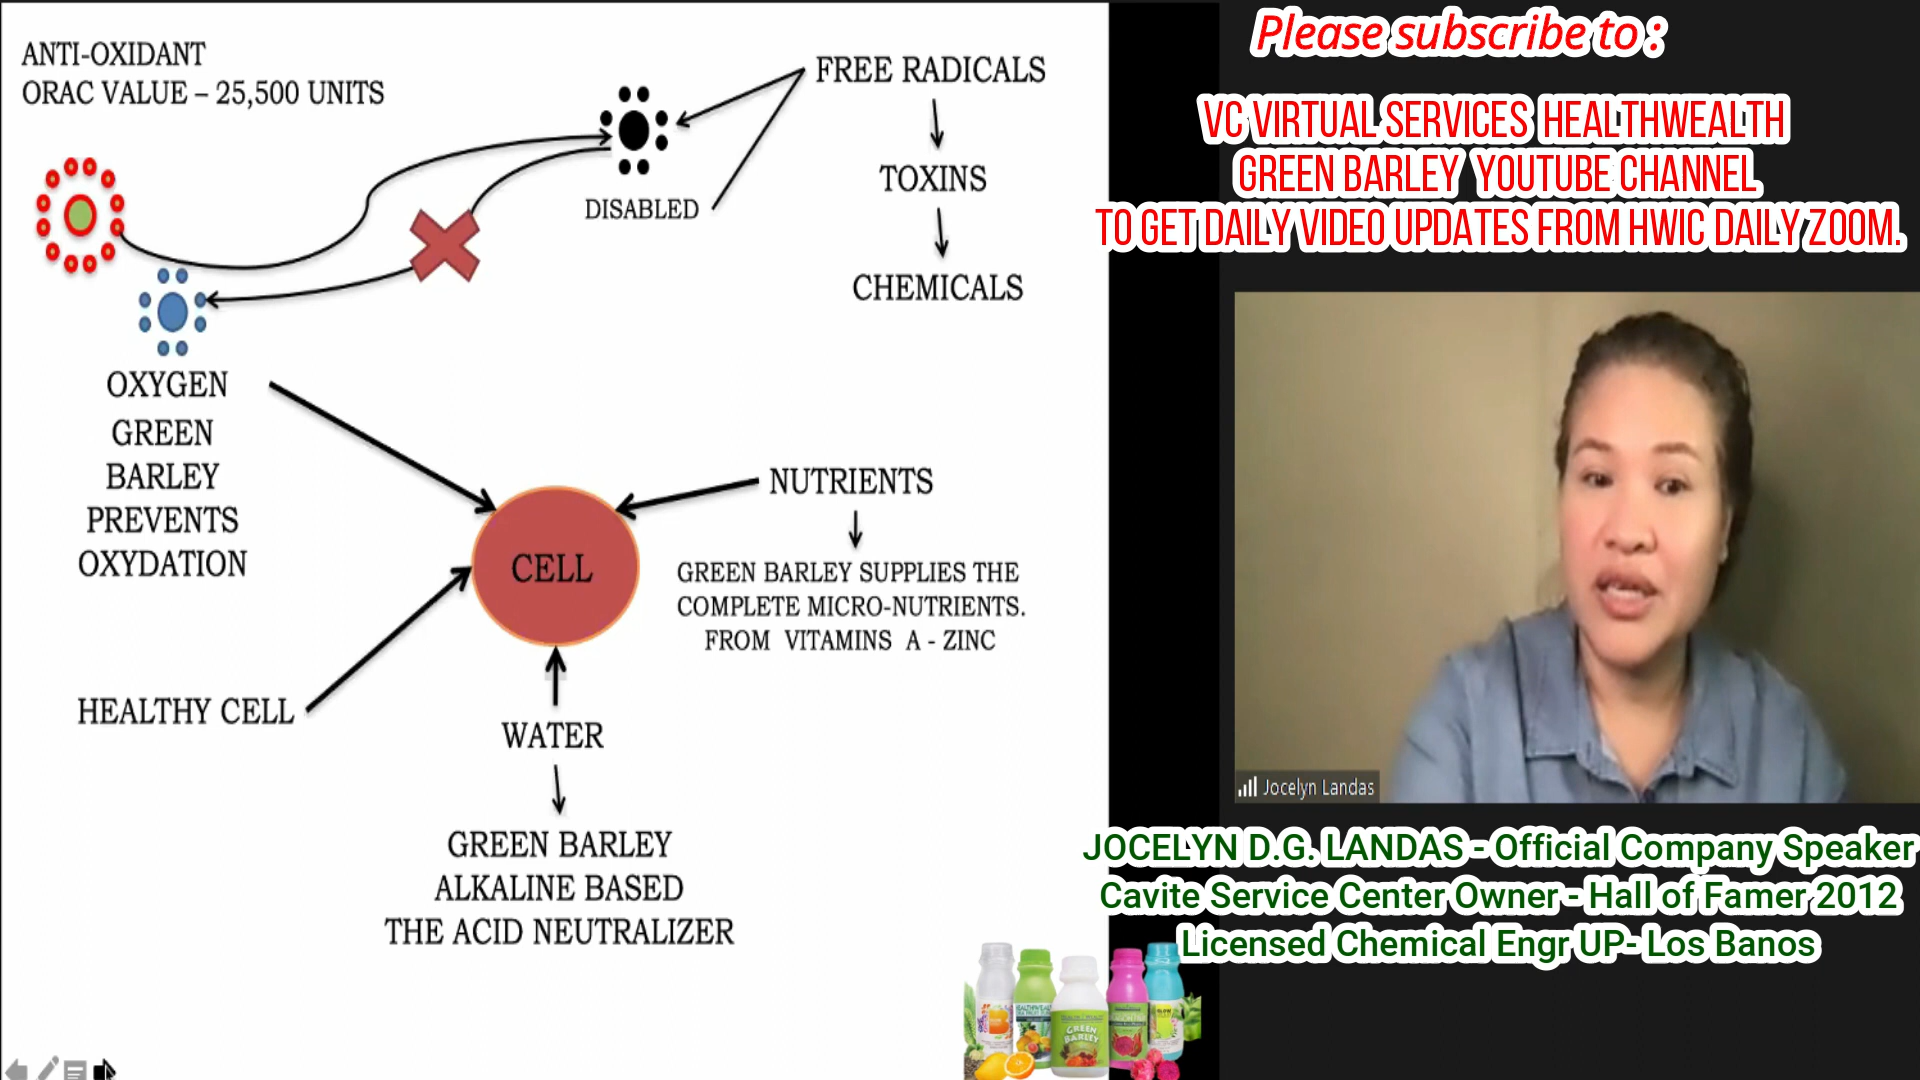 ANTI-OXIDANT
ORAC VALUE – 25,500 UNITS
FREE RADICALS
TOXINS
CHEMICALS
DISABLED
OXYGEN
GREEN
BARLEY
PREVENTS
OXYDATION
CELL
NUTRIENTS
GREEN BARLEY SUPPLIES THE
COMPLETE MICRO-NUTRIENTS.
FROM VITAMINS A - ZINC
HEALTHY CELL
WATER
GREEN BARLEY
ALKALINE BASED
THE ACID NEUTRALIZER
Please subscribe to :
VC VIRTUAL SERVICES HEALTHWEALTH
GREEN BARLEY YOUTUBE CHANNEL
TO GET DAILY VIDEO UPDATES FROM HWIC DAILY ZOOM.
Jocelyn Landas
JOCELYN D.G. LANDAS - Official Company Speaker
Cavite Service Center Owner - Hall of Famer 2012
Licensed Chemical Engr UP- Los Banos
GREEN
BARLEY